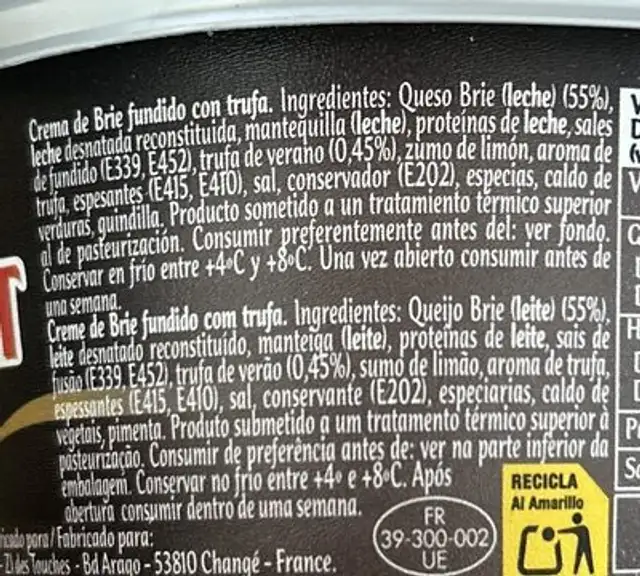 Crema de Brie fundido con trufa. Ingredientes: Queso Brie (leche) (55%),
leche desnatada reconstituida, mantequilla (leche), proteínas de leche, sales
de fundido (E339, E452), trufa de verano (0,45%), zumo de limón, aroma de
trufa, espesantes (E415, E410), sal, conservador (E202), especias, caldo de
verduras, guindilla. Producto sometido a un tratamiento térmico superior
al de pasteurización. Consumir preferentemente antes del: ver fondo.
Conservar en frío entre +4ºC y +8ºC. Una vez abierto consumir antes de
una semana.
Creme de Brie fundido com trufa. Ingredientes: Queijo Brie (leite) (55%),
leite desnatado reconstituído, manteiga (leite), proteínas de leite, sais de
fusão (E339, E452), trufa de verão (0,45%), sumo de limão, aroma de trufa,
espessantes (E415, E410), sal, conservante (E202), especiarias, caldo de
vegetais, pimenta. Produto submetido a um tratamento térmico superior à
pasteurização. Consumir de preferência antes de: ver na parte inferior da
embalagem. Conservar no frio entre +4º e +8ºC. Após
abertura consumir dentro de uma semana.
para/Fabricado para:
- ZI des Touches - Bd Arago - 53810 Changé - France.
FR
39-300-002
UE
RECICLA
Al Amarillo